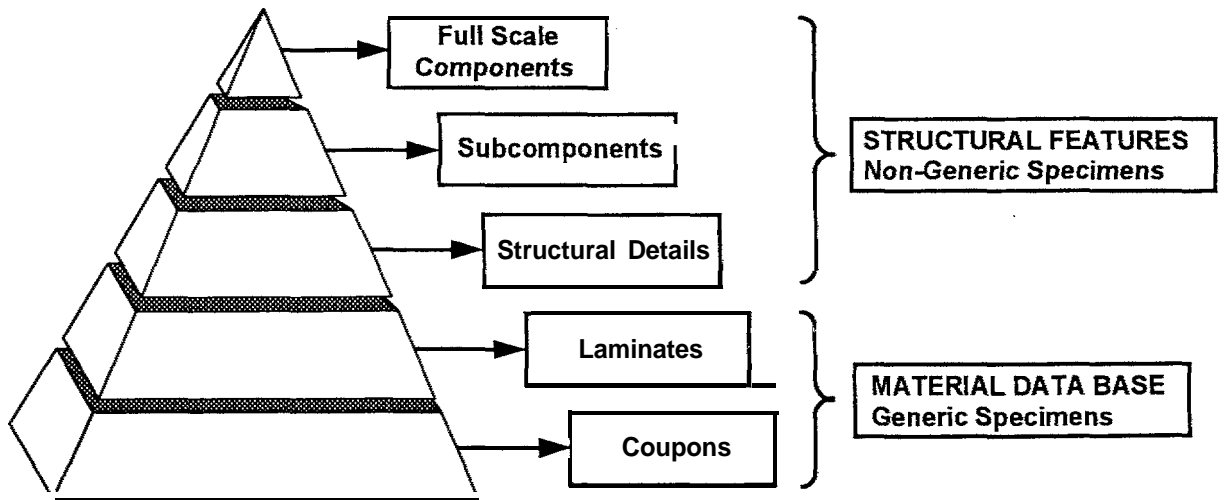 Full Scale
Components
Subcomponents
STRUCTURAL FEATURES
Non-Generic Specimens
Structural Details
Laminates
MATERIAL DATA BASE
Generic Specimens
Coupons